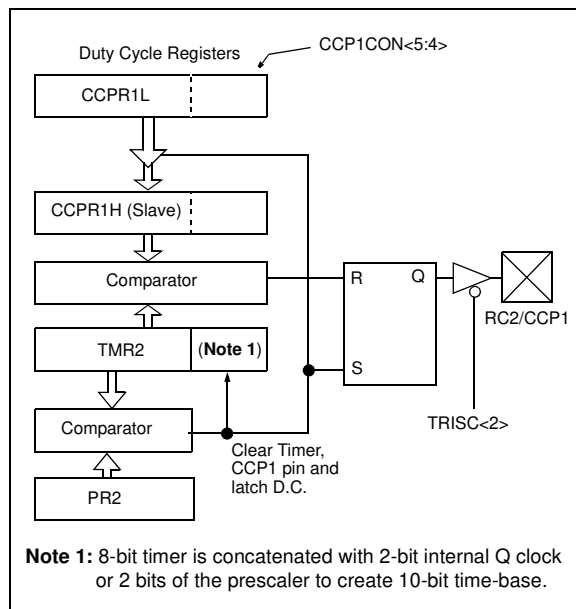 Duty Cycle Registers
CCP1CON<5:4>
CCPR1L
CCPR1H (Slave)
Comparator
R
Q
RC2/CCP1
TMR2
(Note 1)
S
TRISC<2>
Comparator
Clear Timer,
CCP1 pin and
latch D.C.
PR2
Note 1: 8-bit timer is concatenated with 2-bit internal Q clock
or 2 bits of the prescaler to create 10-bit time-base.